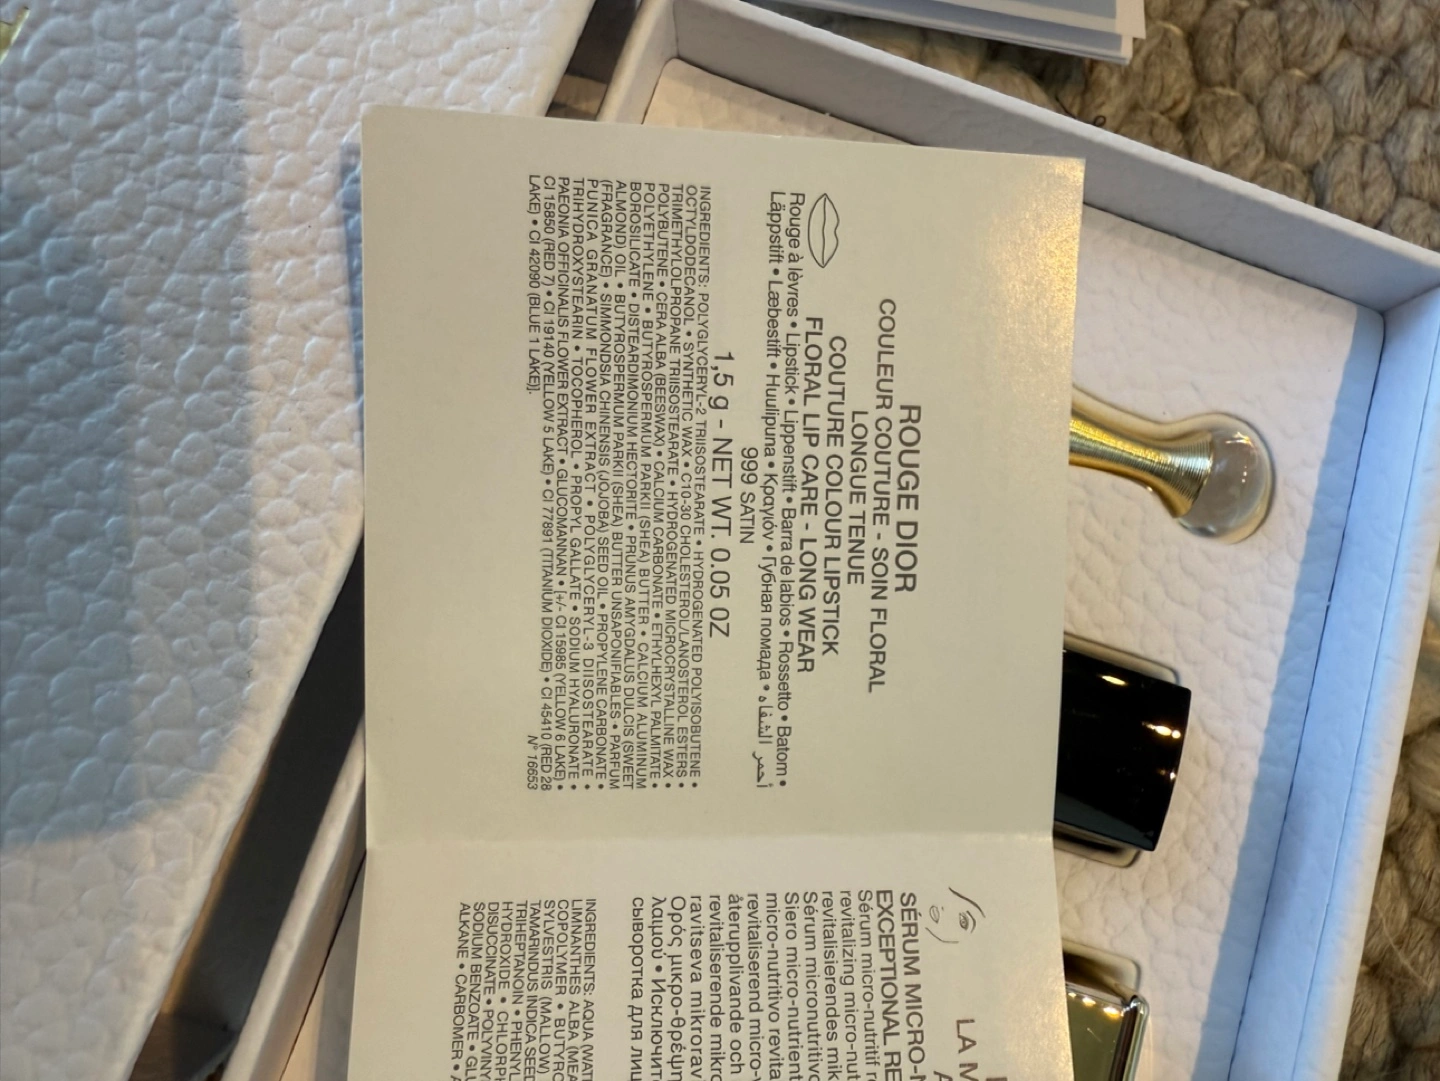 ROUGE DIOR
COULEUR COUTURE - SOIN FLORAL
LONGUE TENUE
COUTURE COLOUR LIPSTICK
FLORAL LIP CARE - LONG WEAR
Rouge à lèvres • Lipstick • Lippenstift • Barra de labios • Rossetto • Batom •
Läppstift • Læbestift • Huulipuna • Κραγιόν • Губная помада • أحمر الشفاه
999 SATIN
1,5 g - NET WT. 0.05 OZ
INGREDIENTS: POLYGLYCERYL-2 TRIISOSTEARATE • HYDROGENATED POLYISOBUTENE •
OCTYLDODECANOL • SYNTHETIC WAX • C10-30 CHOLESTEROL/LANOSTEROL ESTERS •
TRIMETHYLOLPROPANE TRIISOSTEARATE • HYDROGENATED MICROCRYSTALLINE WAX •
POLYBUTENE • CERA ALBA (BEESWAX) • CALCIUM CARBONATE • ETHYLHEXYL PALMITATE •
POLYETHYLENE • BUTYROSPERMUM PARKII (SHEA) BUTTER • CALCIUM ALUMINUM
BOROSILICATE • DISTEARDIMONIUM HECTORITE • PRUNUS AMYGDALUS DULCIS (SWEET
ALMOND) OIL • BUTYROSPERMUM PARKII (SHEA) BUTTER UNSAPONIFIABLES • PARFUM
(FRAGRANCE) • SIMMONDSIA CHINENSIS (JOJOBA) SEED OIL • PROPYLENE CARBONATE •
PUNICA GRANATUM FLOWER EXTRACT • POLYGLYCERYL-3 DIISOSTEARATE •
TRIHYDROXYSTEARIN • TOCOPHEROL • PROPYL GALLATE • SODIUM HYALURONATE •
PAEONIA OFFICINALIS FLOWER EXTRACT • GLUCOMANNAN • [+/- CI 15985 (YELLOW 6 LAKE) •
CI 15850 (RED 7) • CI 19140 (YELLOW 5 LAKE) • CI 77891 (TITANIUM DIOXIDE) • CI 45410 (RED 28
LAKE) • CI 42090 (BLUE 1 LAKE)].
N° 16653
LA M
SÉRUM MICRO-N
EXCEPTIONAL RE
Sérum micro-nutritif r
revitalizing micro-nut
revitalisierendes mik
Sérum micronutritivo
Siero micro-nutrient
micro-nutritivo revita
revitaliserend micro-
återupplivande och
revitaliserende mikro
ravitseva mikrorav
Ορός μικρο-θρέψη
λαιμού • Исключит
сыворотка для лиц
INGREDIENTS: AQUA (WAT
LIMNANTHES ALBA (MEA
COPOLYMER • BUTYRO
SYLVESTRIS (MALLOW)
TAMARINDUS INDICA SEED
TRIHEPTANOIN • PHENYL
HYDROXIDE • CHLORPH
DISUCCINATE • POLYVINY
SODIUM BENZOATE • GLU
ALKANE • CARBOMER •